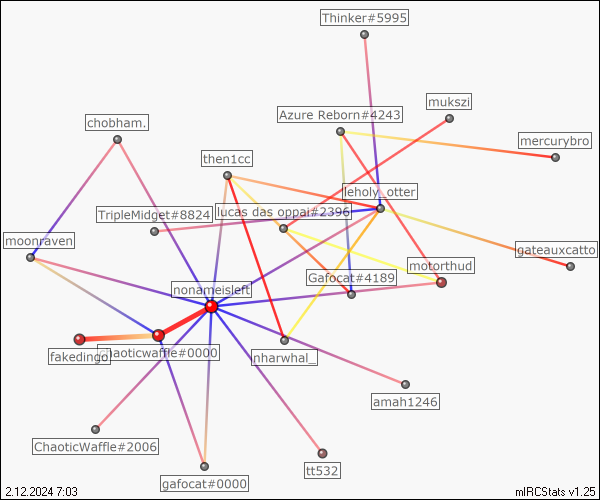 Thinker#5995
mukszi
Azure Reborn#4243
chobham.
mercurybro
then1cc
leholy_otter
lucas das oppai#2396
TripleMidget#8824
moonraven
gateauxcatto
motorthud
Gafocat#4189
nonameisleft
fakedingo
chaoticwaffle#0000
nharwhal_
amah1246
ChaoticWaffle#2006
tt532
gafocat#0000
2.12.2024 7:03
mIRCStats v1.25